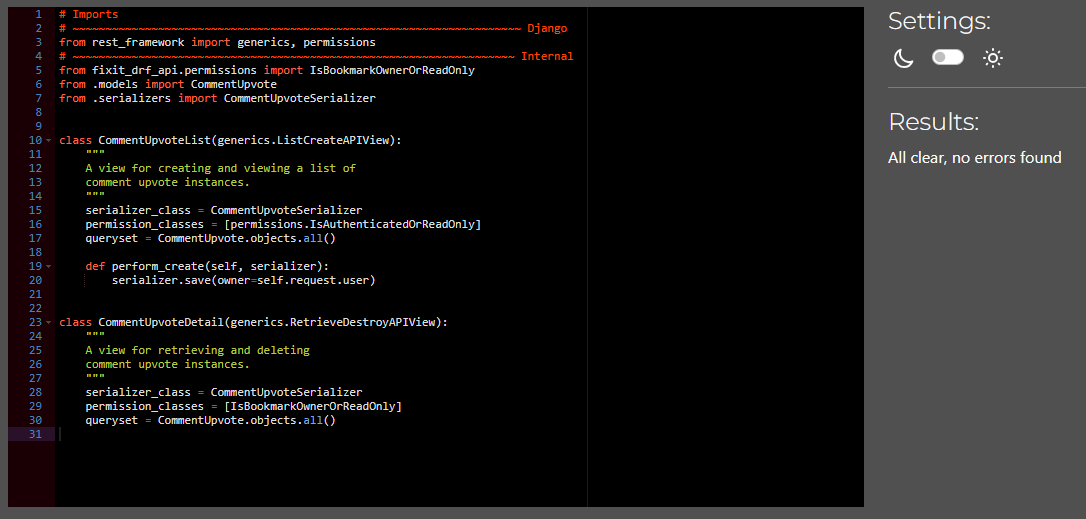 1 # Imports
2 # ~~~~~~~~~~~~~~~~~~~~~~~~~~~~~~~~~~~~~~~~~~~~~~~~~~~~~~~~~~~~~~~~~~~~ Django
3 from rest_framework import generics, permissions
4 # ~~~~~~~~~~~~~~~~~~~~~~~~~~~~~~~~~~~~~~~~~~~~~~~~~~~~~~~~~~~~~~~~~~~ Internal
5 from fixit_drf_api.permissions import IsBookmarkOwnerOrReadOnly
6 from .models import CommentUpvote
7 from .serializers import CommentUpvoteSerializer
8
9
10 class CommentUpvoteList(generics.ListCreateAPIView):
11     """
12     A view for creating and viewing a list of
13     comment upvote instances.
14     """
15     serializer_class = CommentUpvoteSerializer
16     permission_classes = [permissions.IsAuthenticatedOrReadOnly]
17     queryset = CommentUpvote.objects.all()
18
19     def perform_create(self, serializer):
20         serializer.save(owner=self.request.user)
21
22
23 class CommentUpvoteDetail(generics.RetrieveDestroyAPIView):
24     """
25     A view for retrieving and deleting
26     comment upvote instances.
27     """
28     serializer_class = CommentUpvoteSerializer
29     permission_classes = [IsBookmarkOwnerOrReadOnly]
30     queryset = CommentUpvote.objects.all()
31
Settings:
Results:
All clear, no errors found